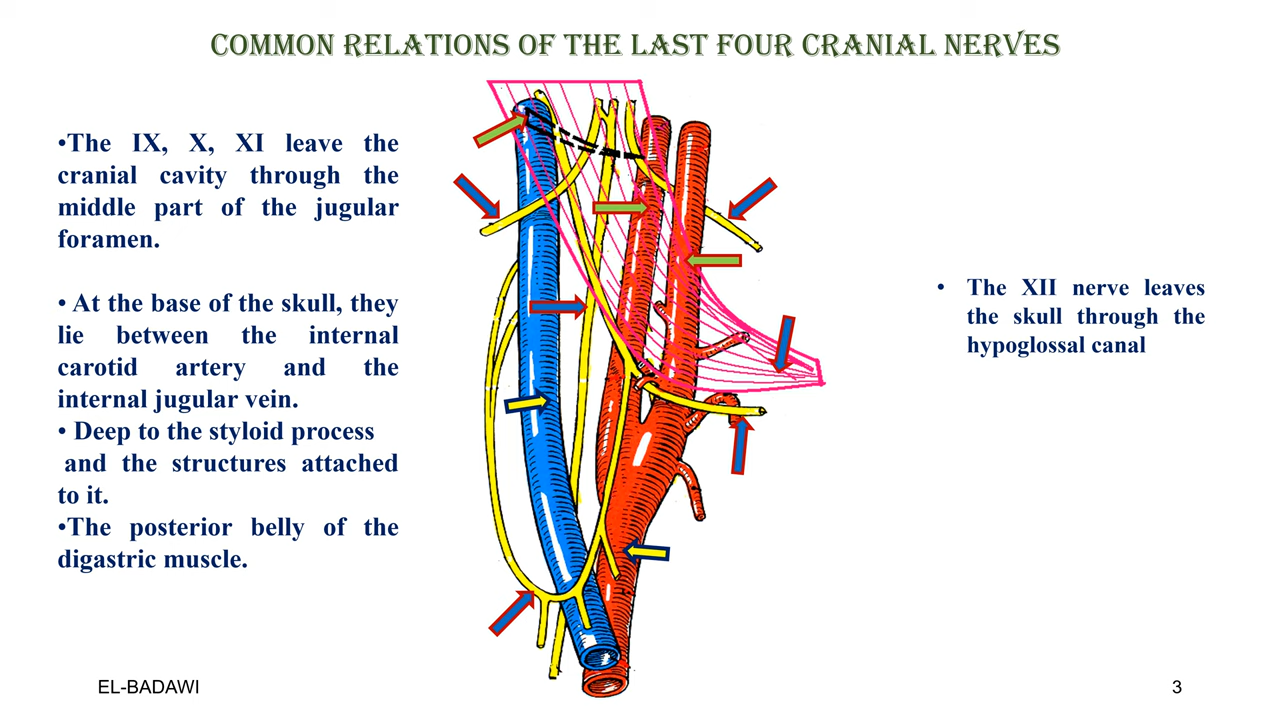 COMMON RELATIONS OF THE LAST FOUR CRANIAL NERVES
•The IX, X, XI leave the
cranial cavity through the
middle part of the jugular
foramen.
• At the base of the skull, they
lie between the internal
carotid artery and the
internal jugular vein.
• Deep to the styloid process
and the structures attached
to it.
•The posterior belly of the
digastric muscle.
• The XII nerve leaves
the skull through the
hypoglossal canal
EL-BADAWI
3